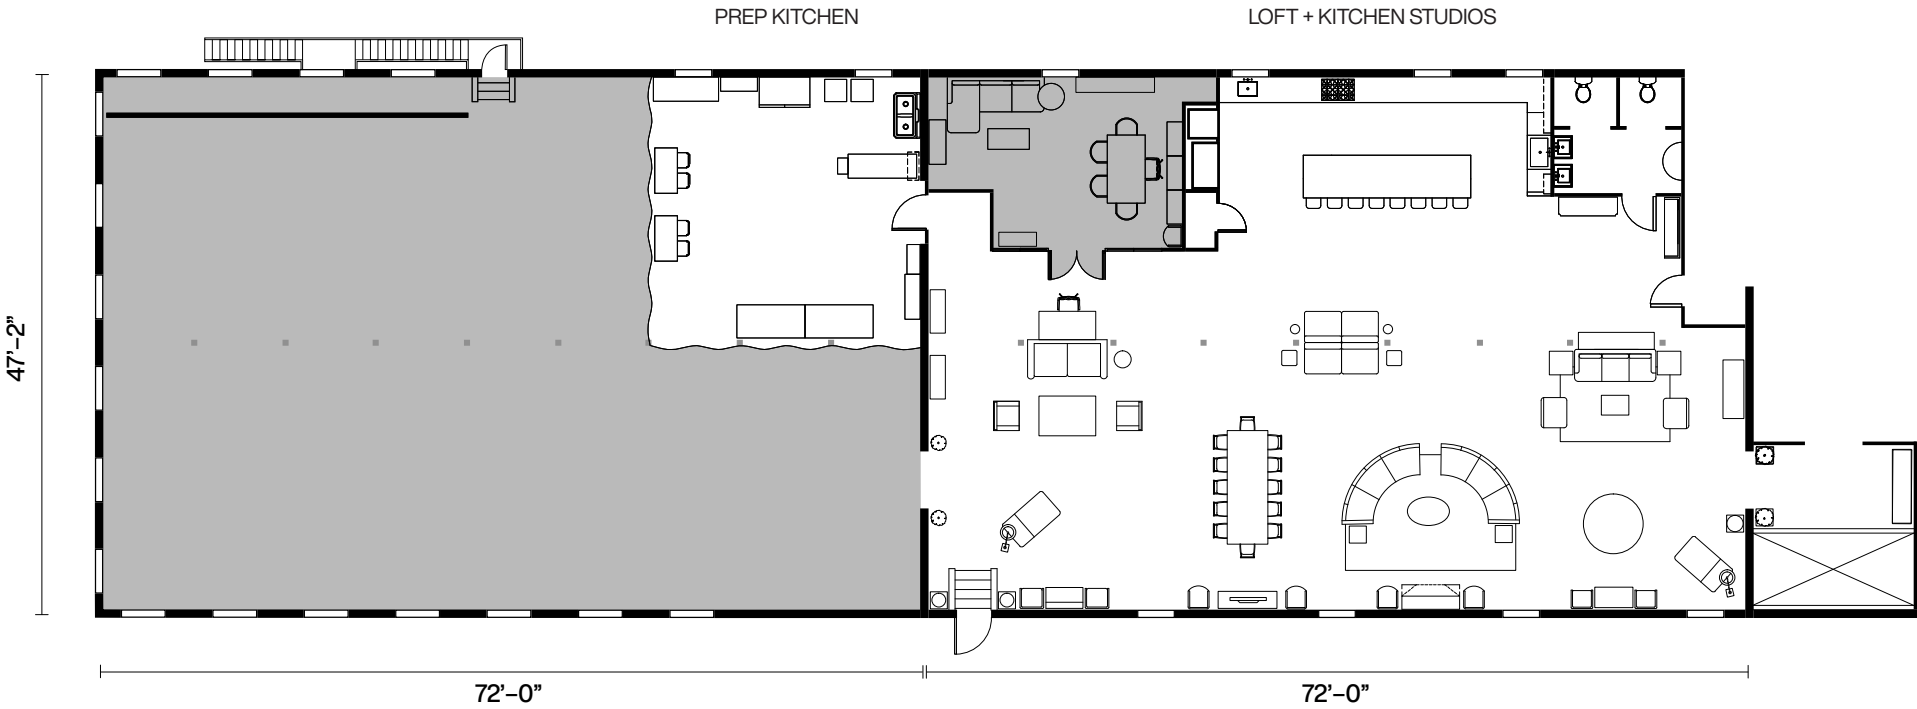 PREP KITCHEN
LOFT + KITCHEN STUDIOS
47’–2”
72’–0”
72’–0”